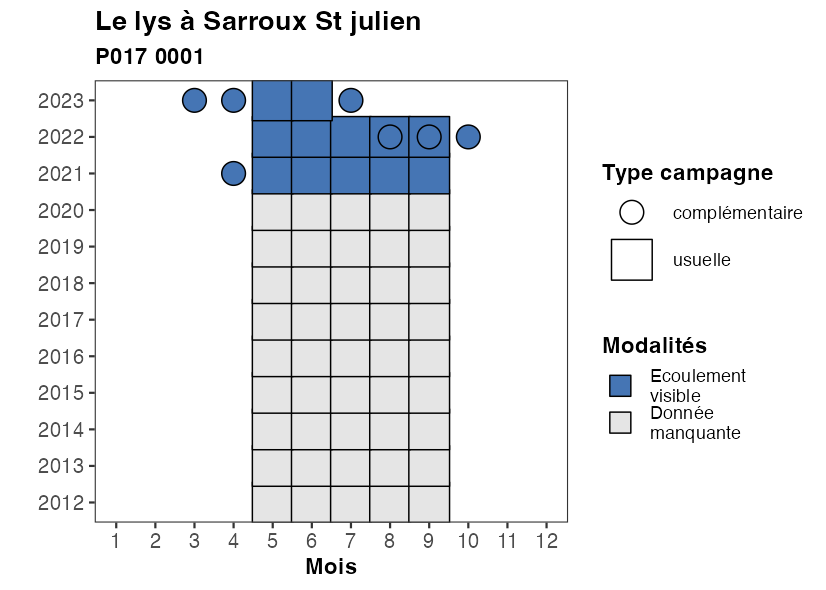 Le lys à Sarroux St julien
P017 0001
2023
2022
2021
2020
2019
2018
2017
2016
2015
2014
2013
2012
1 2 3 4 5 6 7 8 9 10 11 12
Mois
Type campagne
complémentaire
usuelle
Modalités
Ecoulement
visible
Donnée
manquante